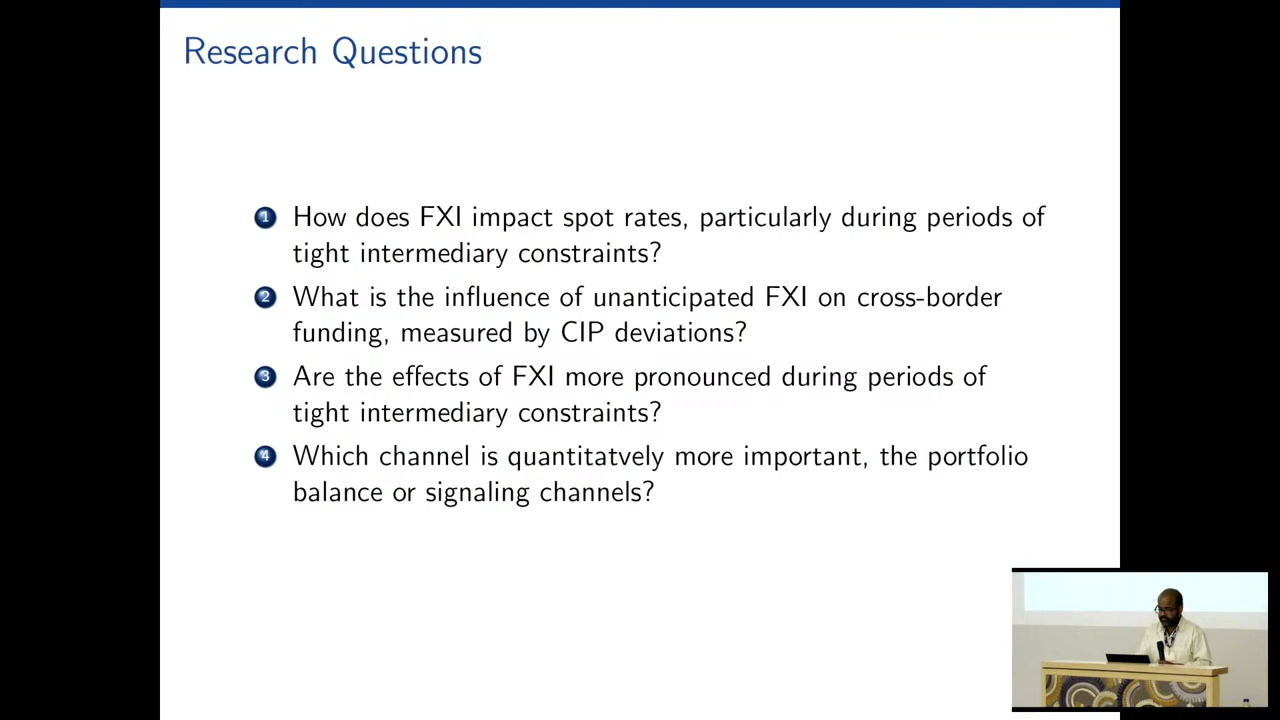 Research Questions
1 How does FXI impact spot rates, particularly during periods of
tight intermediary constraints?
2 What is the influence of unanticipated FXI on cross-border
funding, measured by CIP deviations?
3 Are the effects of FXI more pronounced during periods of
tight intermediary constraints?
4 Which channel is quantitatvely more important, the portfolio
balance or signaling channels?